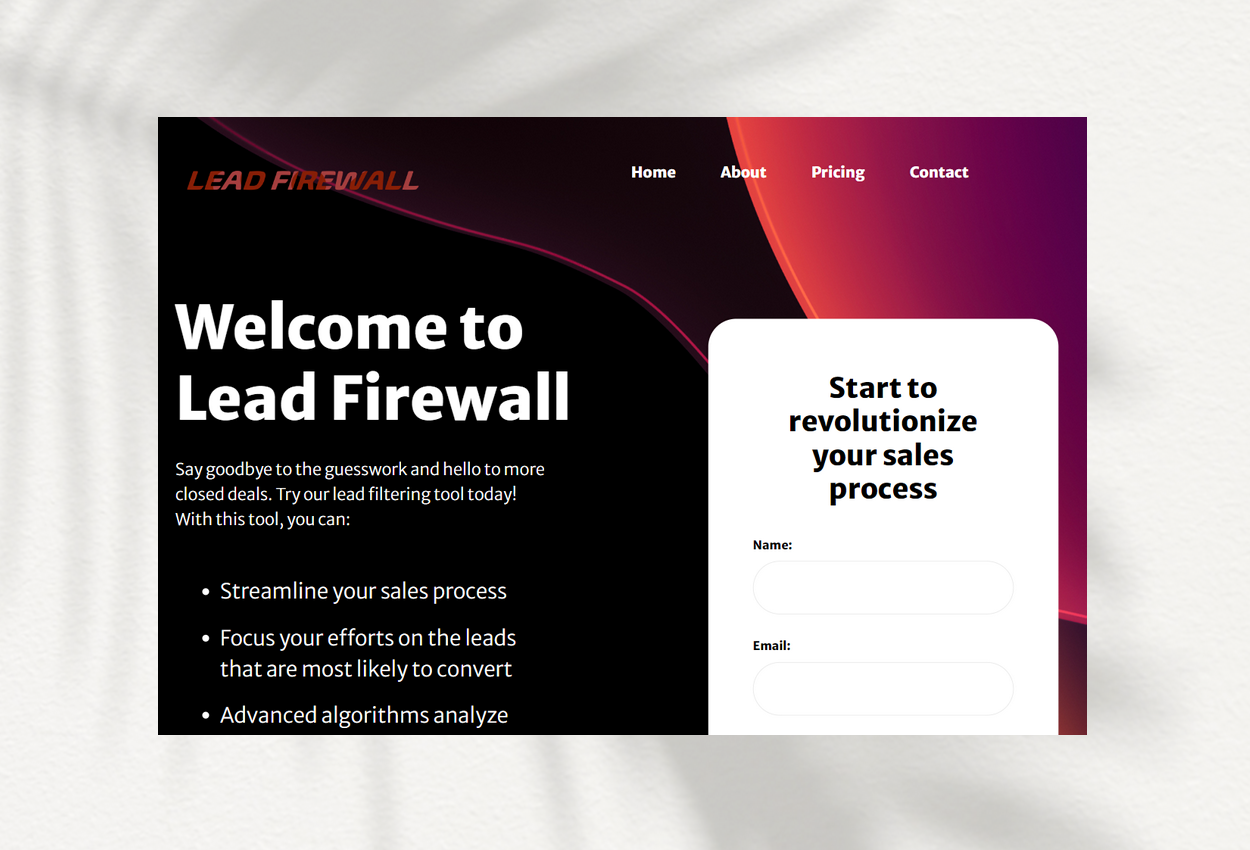 LEAD FIREWALL
Home About Pricing Contact
Welcome to
Lead Firewall
Say goodbye to the guesswork and hello to more
closed deals. Try our lead filtering tool today!
With this tool, you can:
• Streamline your sales process
• Focus your efforts on the leads
that are most likely to convert
• Advanced algorithms analyze
Start to
revolutionize
your sales
process
Name:
Email: